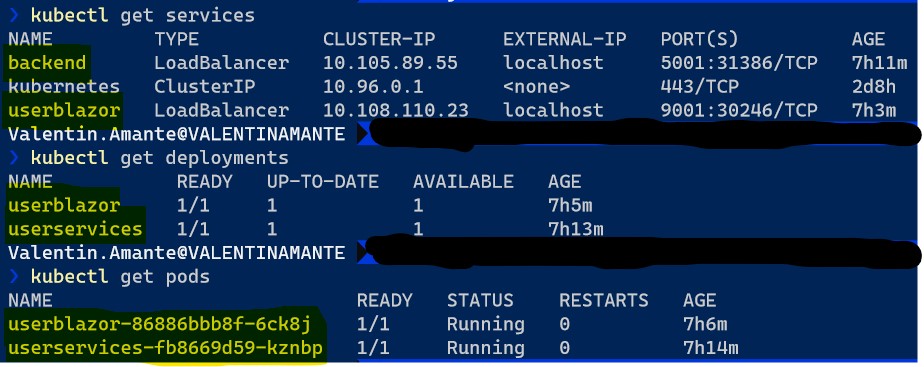 ❯ kubectl get services
NAME TYPE CLUSTER-IP EXTERNAL-IP PORT(S) AGE
backend LoadBalancer 10.105.89.55 localhost 5001:31386/TCP 7h11m
kubernetes ClusterIP 10.96.0.1 <none> 443/TCP 2d8h
userblazor LoadBalancer 10.108.110.23 localhost 9001:30246/TCP 7h3m
Valentin.Amante@VALENTINAMANTE
❯ kubectl get deployments
NAME READY UP-TO-DATE AVAILABLE AGE
userblazor 1/1 1 1 7h5m
userservices 1/1 1 1 7h13m
Valentin.Amante@VALENTINAMANTE
❯ kubectl get pods
NAME READY STATUS RESTARTS AGE
userblazor-86886bbb8f-6ck8j 1/1 Running 0 7h6m
userservices-fb8669d59-kznbp 1/1 Running 0 7h14m